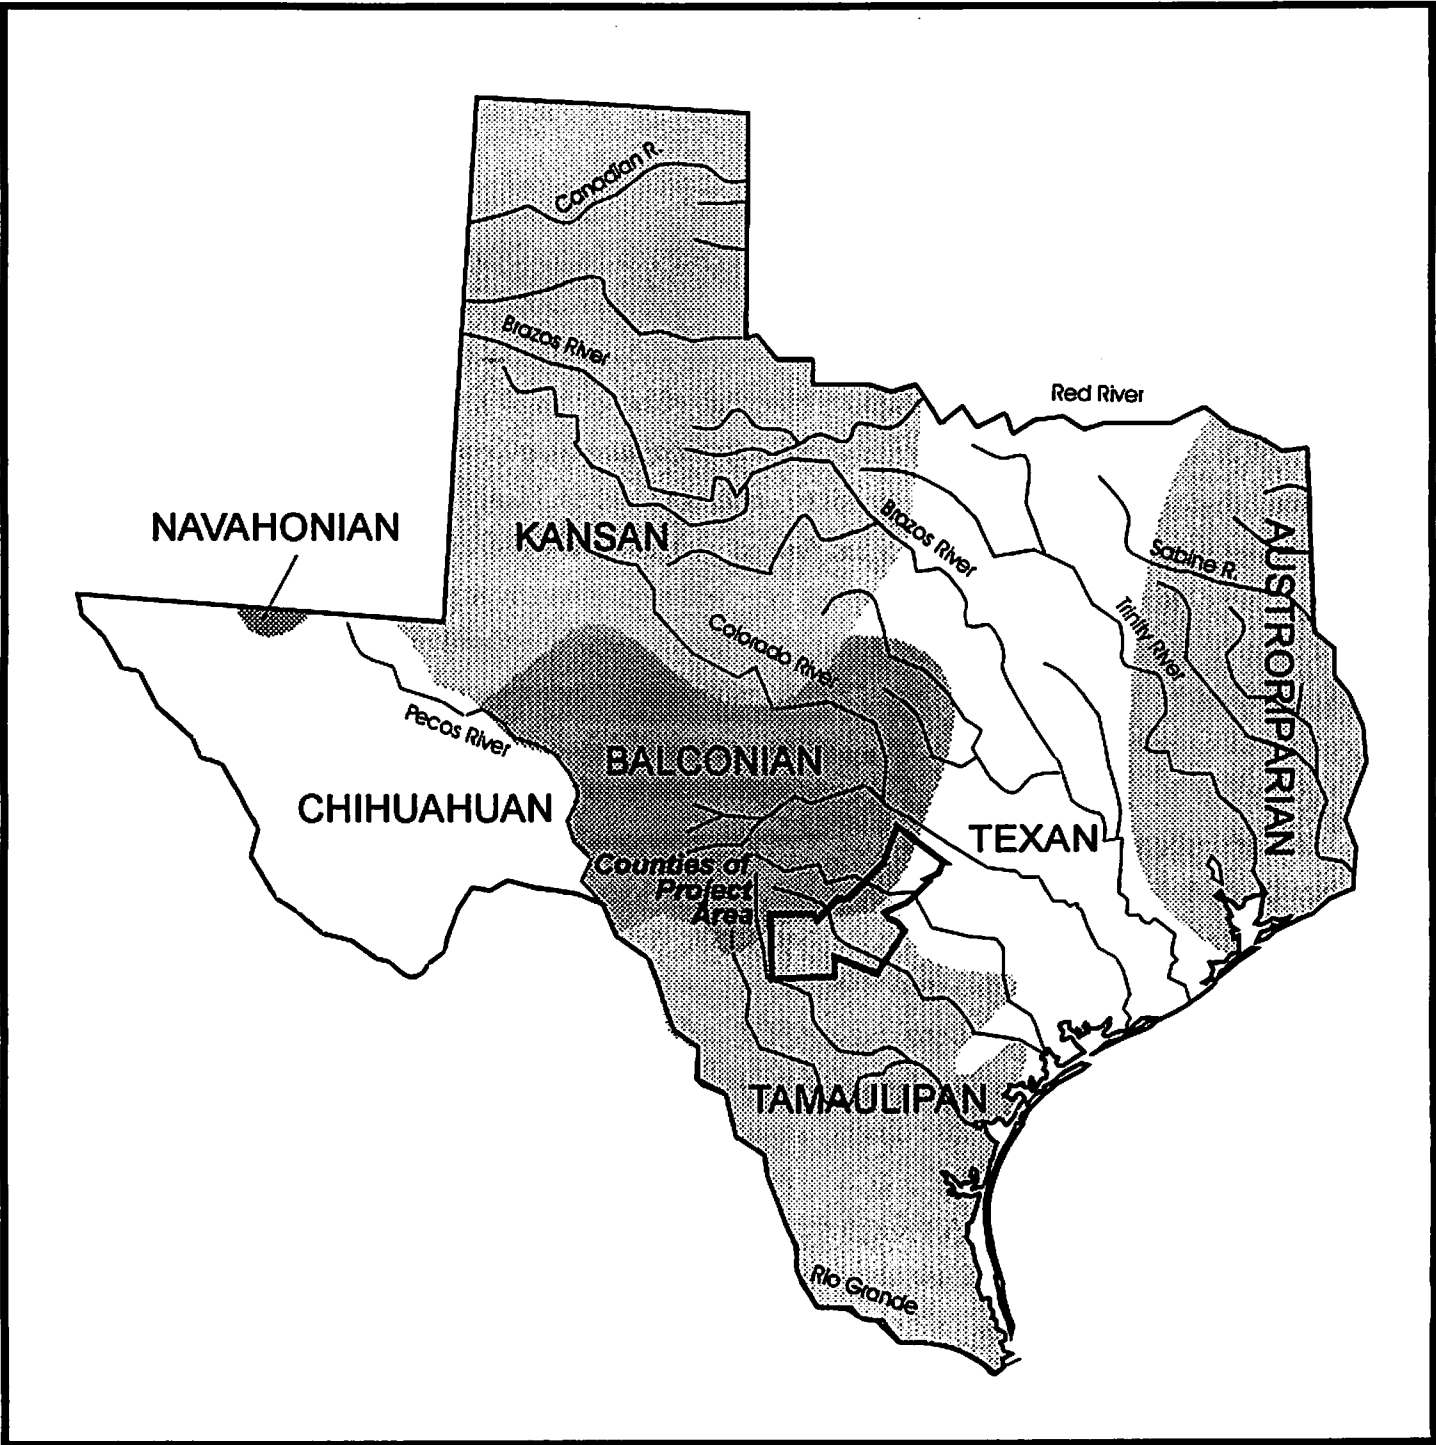 Canadian R.
Brazos River
Red River
NAVAHONIAN
KANSAN
Brazos River
Sabine R.
AUSTRORIPARIAN
Trinity River
Colorado River
Pecos River
BALCONIAN
CHIHUAHUAN
TEXAN
Counties of
Project
Area
TAMAULIPAN
Rio Grande